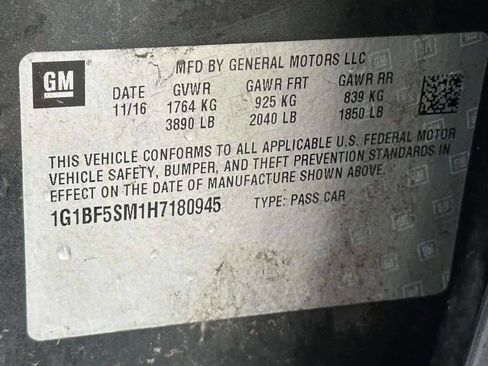 GM
MFD BY GENERAL MOTORS LLC
DATE GVWR GAWR FRT GAWR RR
11/16 1764 KG 925 KG 839 KG
3890 LB 2040 LB 1850 LB
THIS VEHICLE CONFORMS TO ALL APPLICABLE U.S. FEDERAL MOTOR
VEHICLE SAFETY, BUMPER, AND THEFT PREVENTION STANDARDS IN
EFFECT ON THE DATE OF MANUFACTURE SHOWN ABOVE.
1G1BF5SM1H7180945 TYPE: PASS CAR